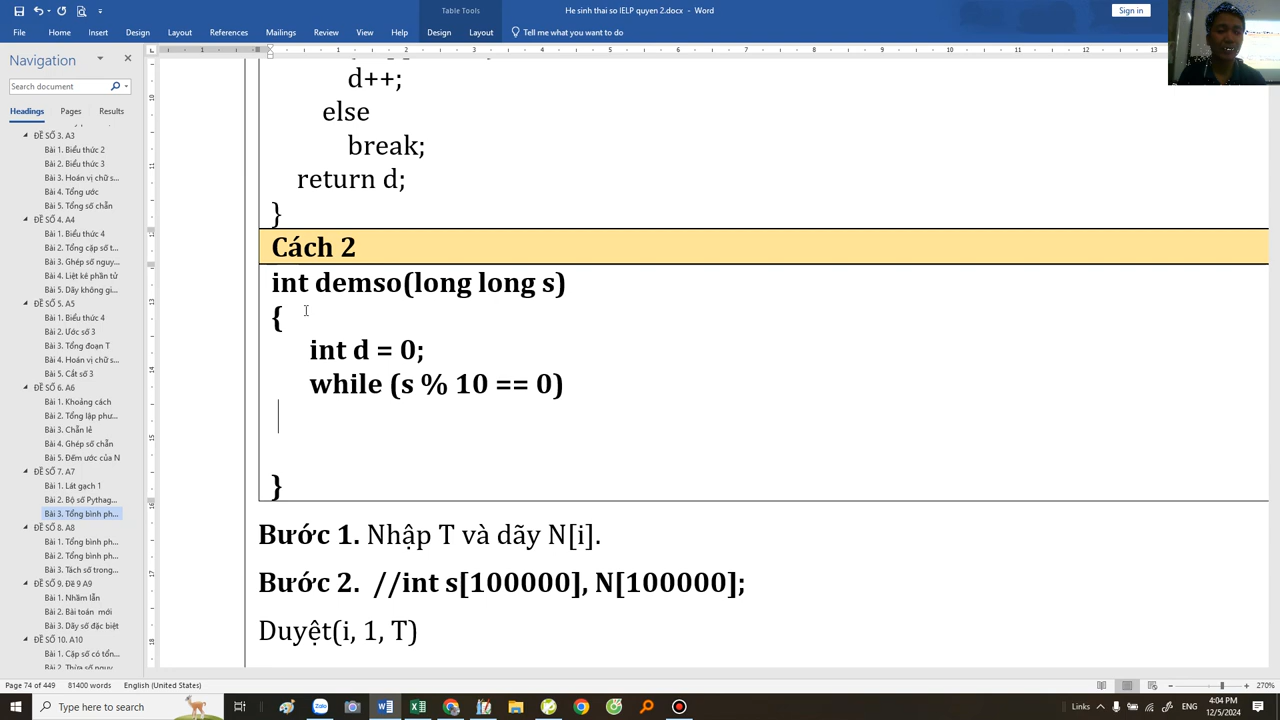 Table Tools
He sinh thai so IELP quyen 2.docx - Word
Sign in
File Home Insert Design Layout References Mailings Review View Help Design Layout Tell me what you want to do
Navigation
Search document
Headings Pages Results
ĐỀ SỐ 3. A3
Bài 1. Biểu thức 2
Bài 2. Biểu thức 3
Bài 3. Hoán vị chữ s...
Bài 4. Tổng ước
Bài 5. Tổng số chẵn
ĐỀ SỐ 4. A4
Bài 1. Biểu thức 4
Bài 2. Tổng cặp số t...
Bài 3. Ghép số nguy...
Bài 4. Liệt kê phần tử
Bài 5. Dãy không gi...
ĐỀ SỐ 5. A5
Bài 1. Biểu thức 4
Bài 2. Ước số 3
Bài 3. Tổng đoạn T
Bài 4. Hoán vị chữ s...
Bài 5. Cắt số 3
ĐỀ SỐ 6. A6
Bài 1. Khoảng cách
Bài 2. Tổng lập phư...
Bài 3. Chẵn lẻ
Bài 4. Ghép số chẵn
Bài 5. Đếm ước của N
ĐỀ SỐ 7. A7
Bài 1. Lát gạch 1
Bài 2. Bộ số Pythag...
Bài 3. Tổng bình ph...
ĐỀ SỐ 8. A8
Bài 1. Tổng bình ph...
Bài 2. Tổng bình ph...
Bài 3. Tách số trong...
ĐỀ SỐ 9. Đề 9 A9
Bài 1. Nhầm lẫn
Bài 2. Bài toán mới
Bài 3. Dãy số đặc biệt
ĐỀ SỐ 10. A10
Bài 1. Cặp số có tổn...
Bài 2. Thừa số nguy...
d++;
else
break;
return d;
}
Cách 2
int demso(long long s)
{
int d = 0;
while (s % 10 == 0)
}
Bước 1. Nhập T và dãy N[i].
Bước 2. //int s[100000], N[100000];
Duyệt(i, 1, T)
Page 74 of 449 81400 words English (United States)
270%
Type here to search
Links
ENG
4:04 PM
12/5/2024